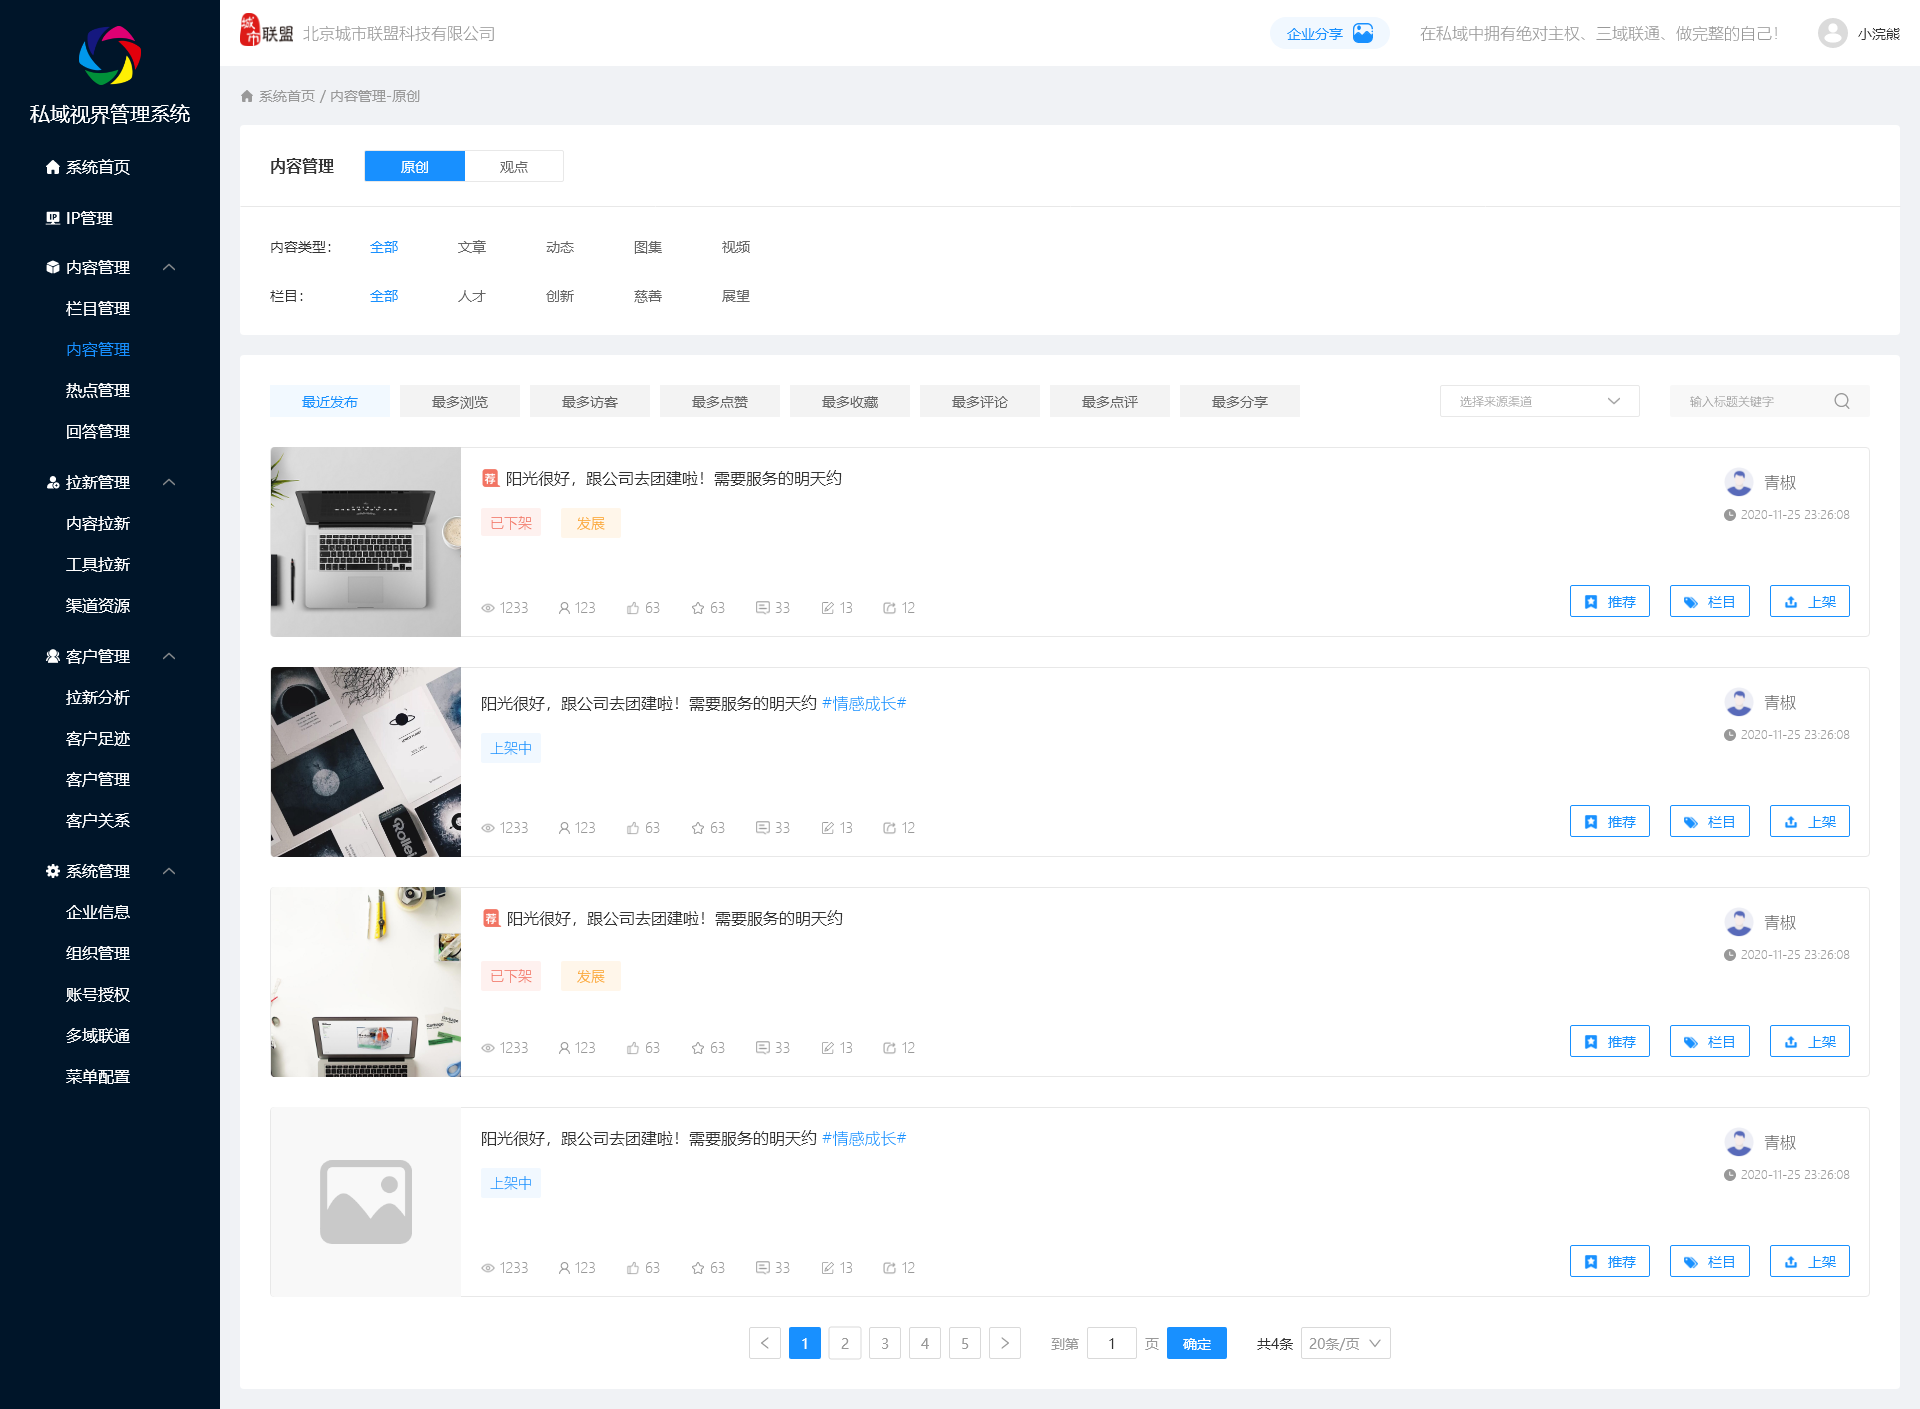 私域视界管理系统
系统首页
IP管理
内容管理
栏目管理
内容管理
热点管理
回答管理
拉新管理
内容拉新
工具拉新
渠道资源
客户管理
拉新分析
客户足迹
客户管理
客户关系
系统管理
企业信息
组织管理
账号授权
多域联通
菜单配置
城市联盟 北京城市联盟科技有限公司
企业分享 在私域中拥有绝对主权、三域联通、做完整的自己！ 小浣熊
系统首页 / 内容管理-原创
内容管理 原创 观点
内容类型： 全部 文章 动态 图集 视频
栏目： 全部 人才 创新 慈善 展望
最近发布 最多浏览 最多访客 最多点赞 最多收藏 最多评论 最多点评 最多分享 选择来源渠道 输入标题关键字
荐 阳光很好，跟公司去团建啦！需要服务的明天约 青椒
已下架 发展 2020-11-25 23:26:08
1233 123 63 63 33 13 12 推荐 栏目 上架
阳光很好，跟公司去团建啦！需要服务的明天约 #情感成长# 青椒
上架中 2020-11-25 23:26:08
Rollei
1233 123 63 63 33 13 12 推荐 栏目 上架
荐 阳光很好，跟公司去团建啦！需要服务的明天约 青椒
2020-11-25 23:26:08
已下架 发展
1233 123 63 63 33 13 12 推荐 栏目 上架
阳光很好，跟公司去团建啦！需要服务的明天约 #情感成长# 青椒
上架中 2020-11-25 23:26:08
1233 123 63 63 33 13 12 推荐 栏目 上架
1 2 3 4 5 到第 1 页 确定 共4条 20条/页